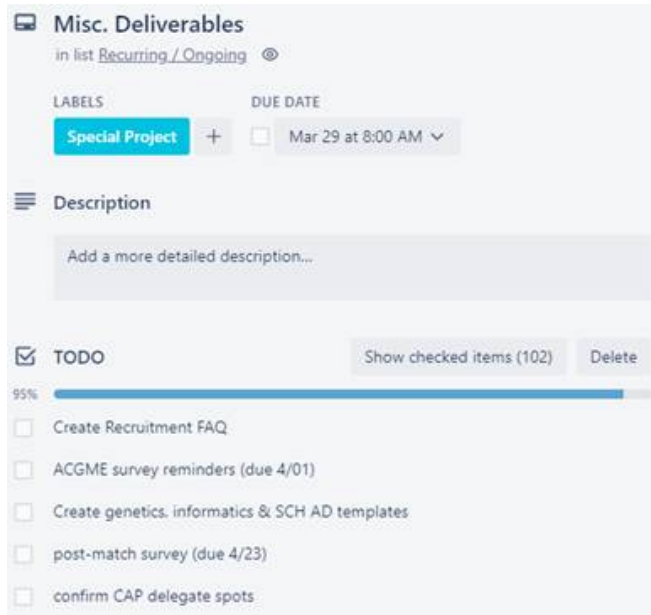 Misc. Deliverables
in list Recurring / Ongoing
LABELS DUE DATE
Special Project + Mar 29 at 8:00 AM
Description
Add a more detailed description...
TODO Show checked items (102) Delete
95%
Create Recruitment FAQ
ACGME survey reminders (due 4/01)
Create genetics. informatics & SCH AD templates
post-match survey (due 4/23)
confirm CAP delegate spots